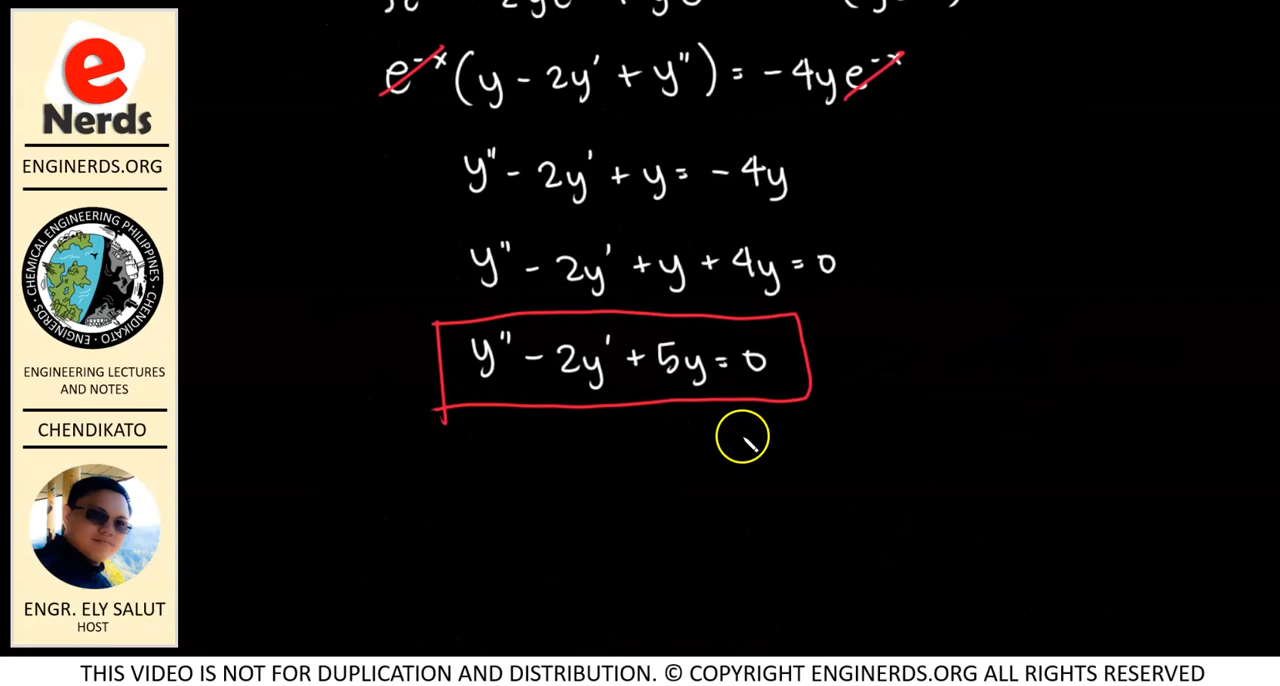 e⁻ˣ(y - 2y' + y") = -4ye⁻ˣ
y" - 2y' + y = -4y
y" - 2y' + y + 4y = 0
y" - 2y' + 5y = 0
e
Nerds
ENGINERDS.ORG
CHEMICAL ENGINEERING PHILIPPINES · CHENDIKATO · ENGINERDS ·
ENGINEERING LECTURES
AND NOTES
CHENDIKATO
ENGR. ELY SALUT
HOST
THIS VIDEO IS NOT FOR DUPLICATION AND DISTRIBUTION. © COPYRIGHT ENGINERDS.ORG ALL RIGHTS RESERVED